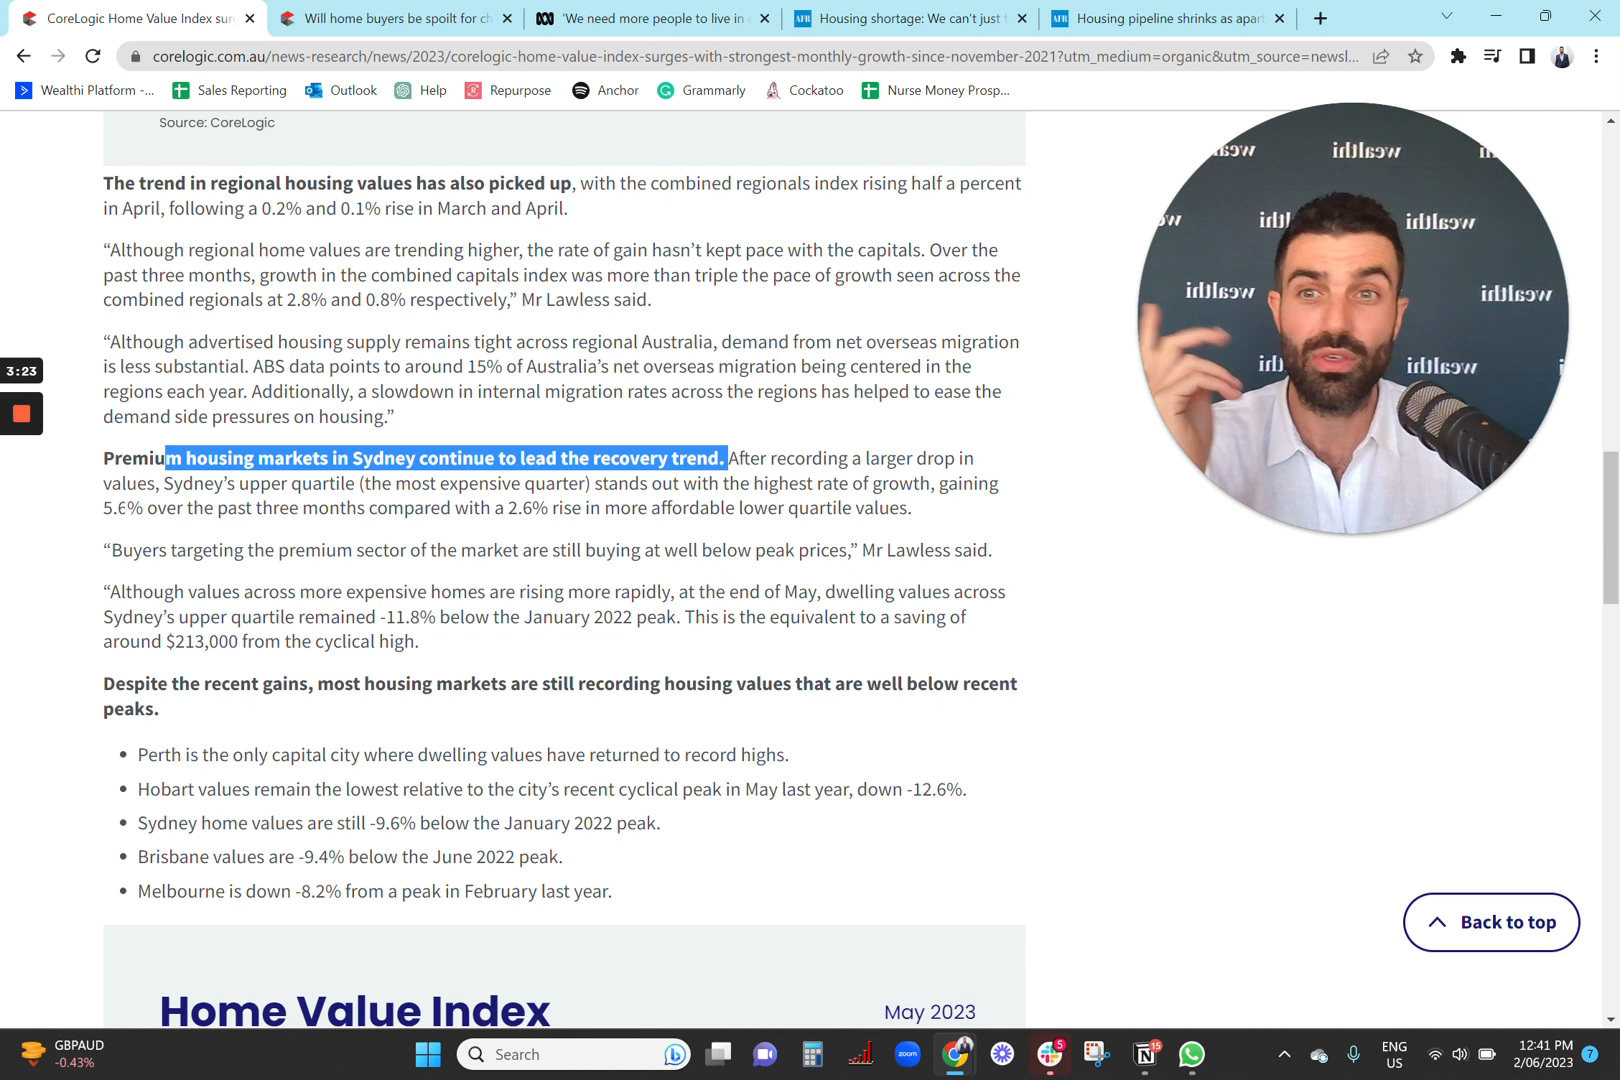 CoreLogic Home Value Index sur
Will home buyers be spoilt for ch
'We need more people to live in
AFR
Housing shortage: We can't just t
AFR
Housing pipeline shrinks as apart
corelogic.com.au/news-research/news/2023/corelogic-home-value-index-surges-with-strongest-monthly-growth-since-november-2021?utm_medium=organic&utm_source=newsl...
Wealthi Platform -...
Sales Reporting
Outlook
Help
Repurpose
Anchor
Grammarly
Cockatoo
Nurse Money Prosp...
Source: CoreLogic
The trend in regional housing values has also picked up, with the combined regionals index rising half a percent
in April, following a 0.2% and 0.1% rise in March and April.
“Although regional home values are trending higher, the rate of gain hasn’t kept pace with the capitals. Over the
past three months, growth in the combined capitals index was more than triple the pace of growth seen across the
combined regionals at 2.8% and 0.8% respectively,” Mr Lawless said.
“Although advertised housing supply remains tight across regional Australia, demand from net overseas migration
is less substantial. ABS data points to around 15% of Australia’s net overseas migration being centered in the
regions each year. Additionally, a slowdown in internal migration rates across the regions has helped to ease the
demand side pressures on housing.”
Premium housing markets in Sydney continue to lead the recovery trend. After recording a larger drop in
values, Sydney’s upper quartile (the most expensive quarter) stands out with the highest rate of growth, gaining
5.6% over the past three months compared with a 2.6% rise in more affordable lower quartile values.
“Buyers targeting the premium sector of the market are still buying at well below peak prices,” Mr Lawless said.
“Although values across more expensive homes are rising more rapidly, at the end of May, dwelling values across
Sydney’s upper quartile remained -11.8% below the January 2022 peak. This is the equivalent to a saving of
around $213,000 from the cyclical high.
Despite the recent gains, most housing markets are still recording housing values that are well below recent
peaks.
• Perth is the only capital city where dwelling values have returned to record highs.
• Hobart values remain the lowest relative to the city’s recent cyclical peak in May last year, down -12.6%.
• Sydney home values are still -9.6% below the January 2022 peak.
• Brisbane values are -9.4% below the June 2022 peak.
• Melbourne is down -8.2% from a peak in February last year.
Home Value Index
May 2023
Back to top
3:23
wealthi
wealthi
wealthi
wealthi
wealthi
GBPAUD
-0.43%
Search
zoom
5
15
ENG
US
12:41 PM
2/06/2023
7